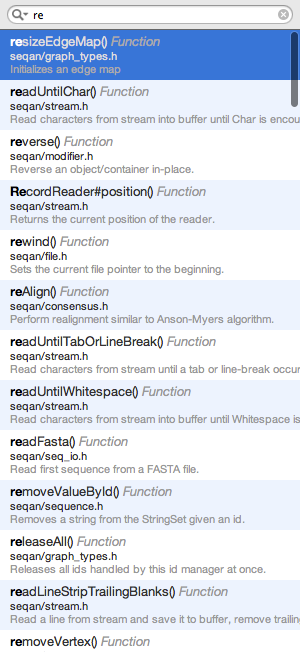 re
resizeEdgeMap() Function
seqan/graph_types.h
Initializes an edge map
readUntilChar() Function
seqan/stream.h
Read characters from stream into buffer until Char is encou
reverse() Function
seqan/modifier.h
Reverse an object/container in-place.
RecordReader#position() Function
seqan/stream.h
Returns the current position of the reader.
rewind() Function
seqan/file.h
Sets the current file pointer to the beginning.
reAlign() Function
seqan/consensus.h
Perform realignment similar to Anson-Myers algorithm.
readUntilTabOrLineBreak() Function
seqan/stream.h
Read characters from stream until a tab or line-break occur
readUntilWhitespace() Function
seqan/stream.h
Read characters from stream into buffer until Whitespace is
readFasta() Function
seqan/seq_io.h
Read first sequence from a FASTA file.
removeValueById() Function
seqan/sequence.h
Removes a string from the StringSet given an id.
releaseAll() Function
seqan/graph_types.h
Releases all ids handled by this id manager at once.
readLineStripTrailingBlanks() Function
seqan/stream.h
Read a line from stream and save it to buffer, remove trailing
removeVertex() Function